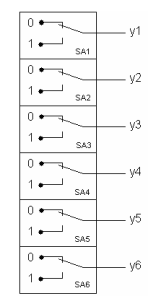 0 y1
1 SA1
0 y2
1 SA2
0 y3
1 SA3
0 y4
1 SA4
0 y5
1 SA5
0 y6
1 SA6